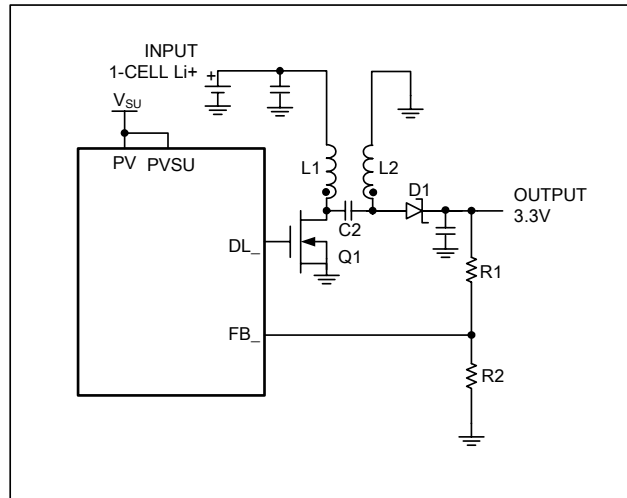 INPUT
1-CELL Li+
+
VSU
PV PVSU
L1
L2
D1
OUTPUT
3.3V
C2
DL_
Q1
R1
FB_
R2